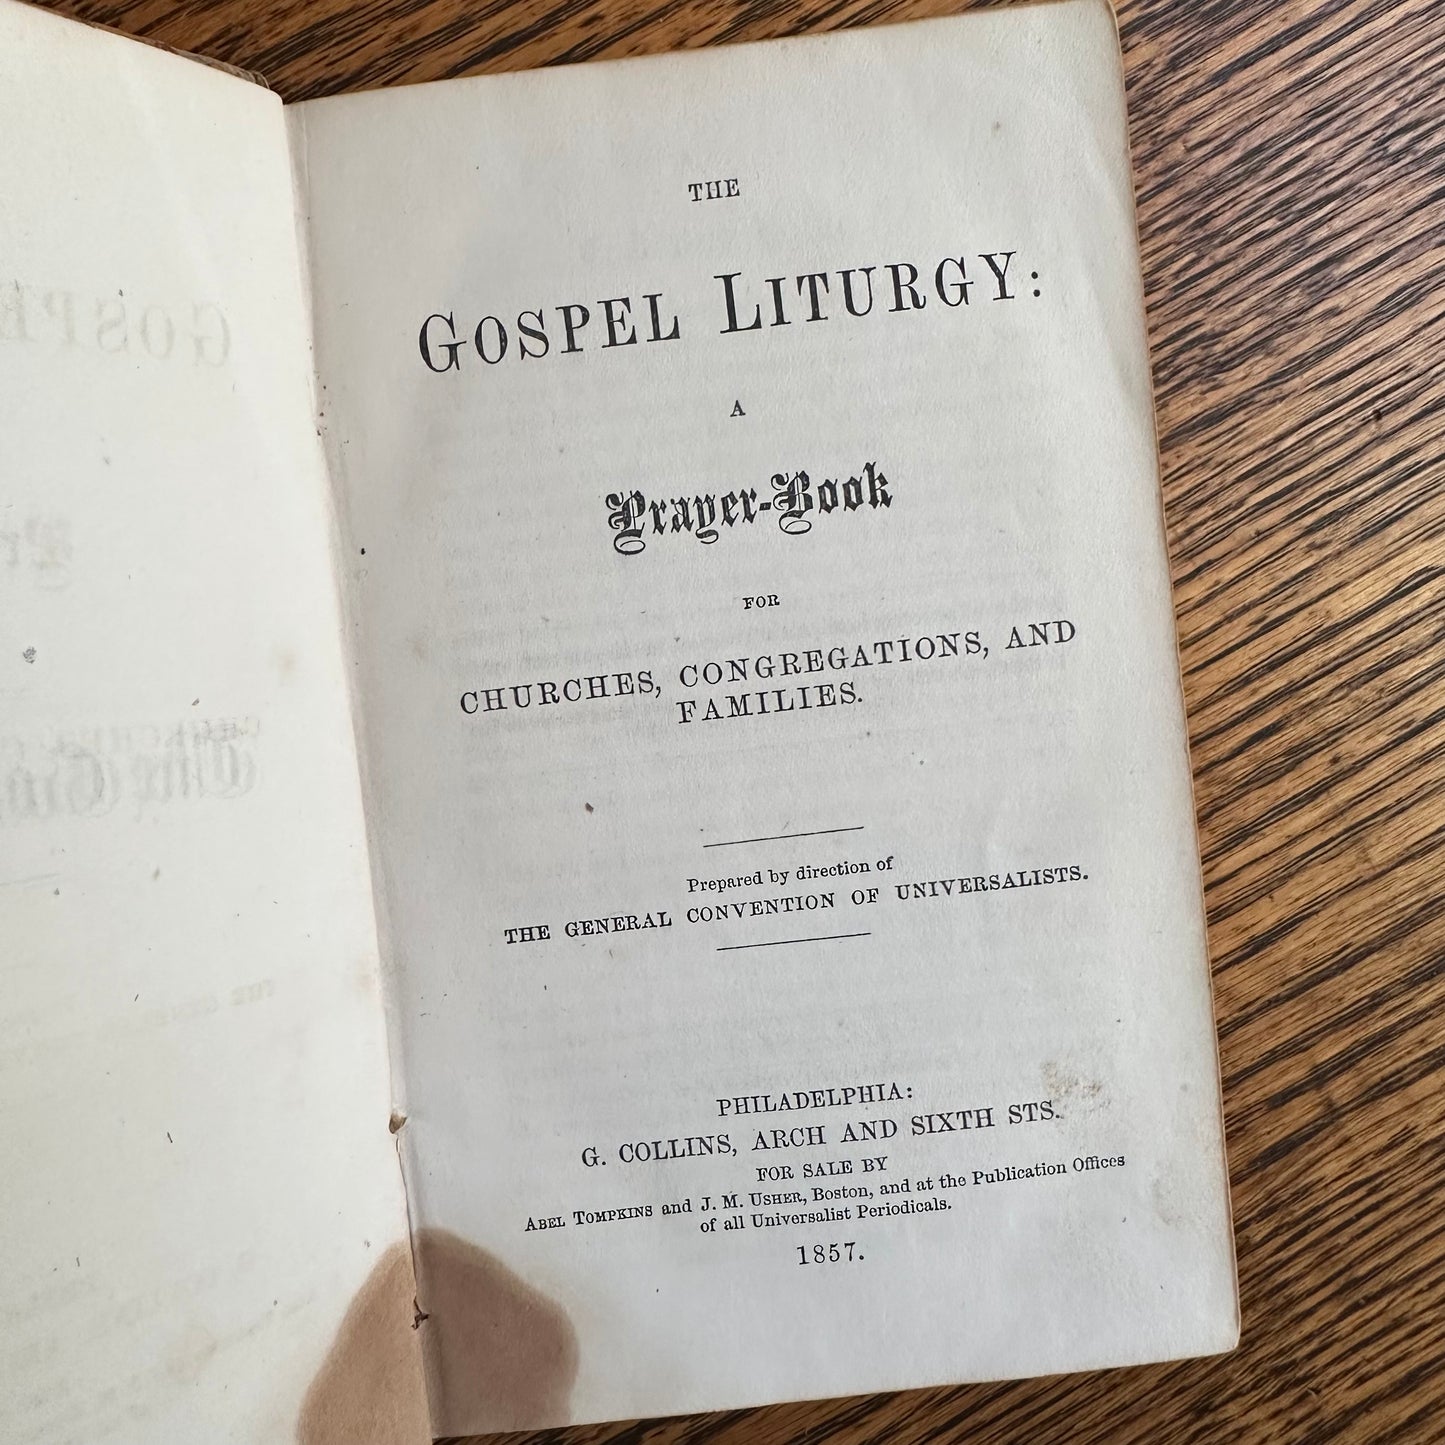 THE
GOSPEL LITURGY:
A
Prayer-Book
FOR
CHURCHES, CONGREGATIONS, AND
FAMILIES.
Prepared by direction of
THE GENERAL CONVENTION OF UNIVERSALISTS.
PHILADELPHIA:
G. COLLINS, ARCH AND SIXTH STS.
FOR SALE BY
ABEL TOMPKINS and J. M. USHER, Boston, and at the Publication Offices
of all Universalist Periodicals.
1857.